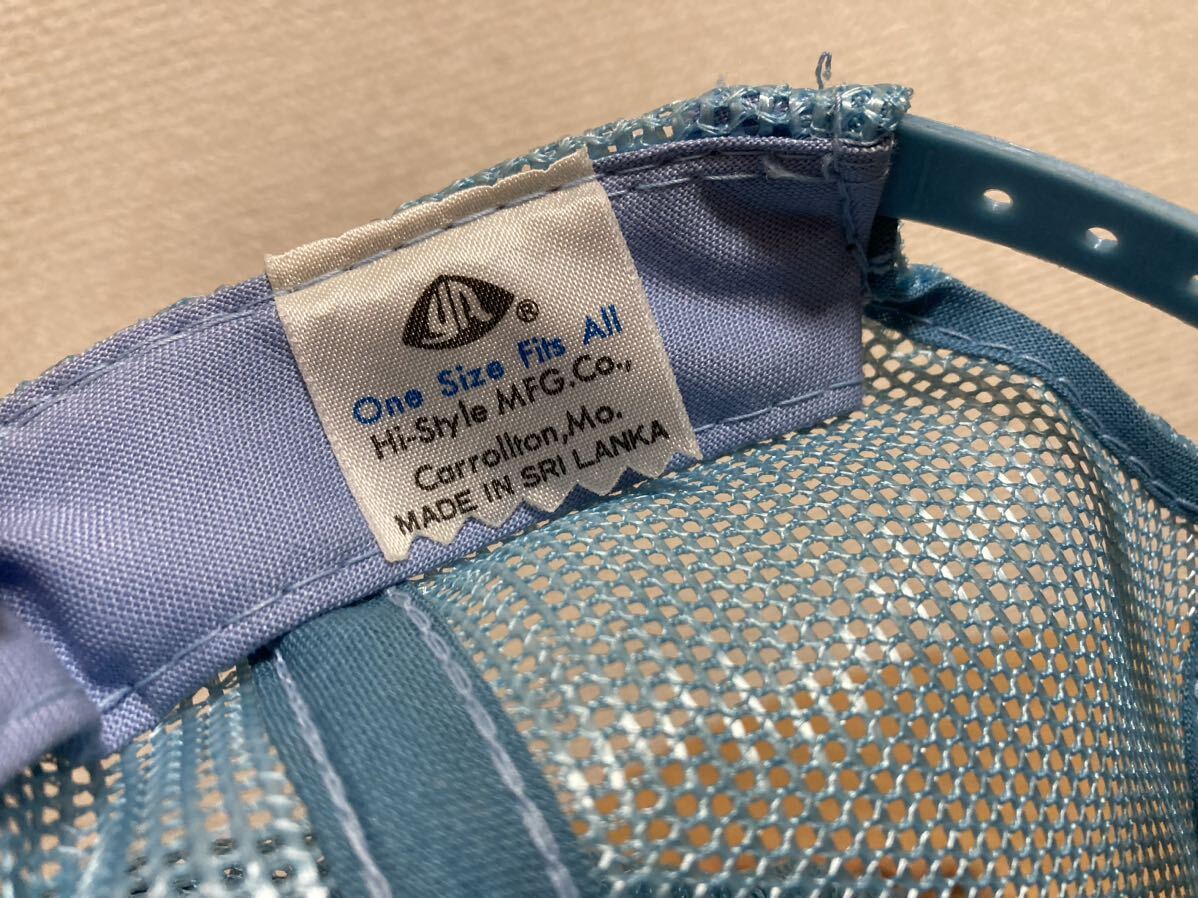 ®
One Size Fits All
Hi-Style MFG.Co.,
Carrollton,Mo.
MADE IN SRI LANKA